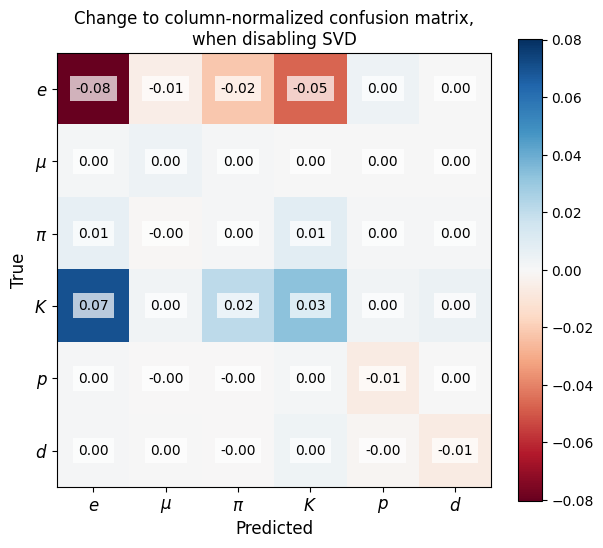 Change to column-normalized confusion matrix,
when disabling SVD
True
e -0.08 -0.01 -0.02 -0.05 0.00 0.00
μ 0.00 0.00 0.00 0.00 0.00 0.00
π 0.01 -0.00 0.00 0.01 0.00 0.00
K 0.07 0.00 0.02 0.03 0.00 0.00
p 0.00 -0.00 -0.00 0.00 -0.01 0.00
d 0.00 0.00 -0.00 0.00 -0.00 -0.01
e μ π K p d
Predicted
0.08
0.06
0.04
0.02
0.00
−0.02
−0.04
−0.06
−0.08